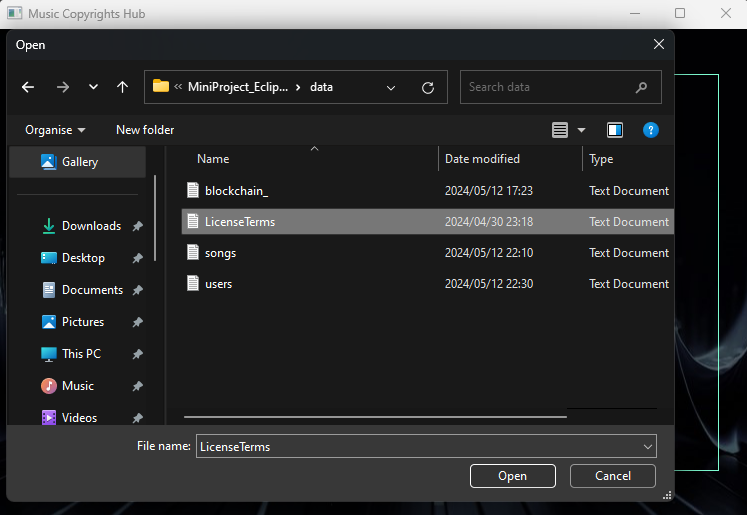 Music Copyrights Hub
Open
MiniProject_Eclip... data
Search data
Organise New folder
Gallery
Downloads
Desktop
Documents
Pictures
This PC
Music
Videos
Name Date modified Type
blockchain_ 2024/05/12 17:23 Text Document
LicenseTerms 2024/04/30 23:18 Text Document
songs 2024/05/12 22:10 Text Document
users 2024/05/12 22:30 Text Document
File name: LicenseTerms
Open Cancel